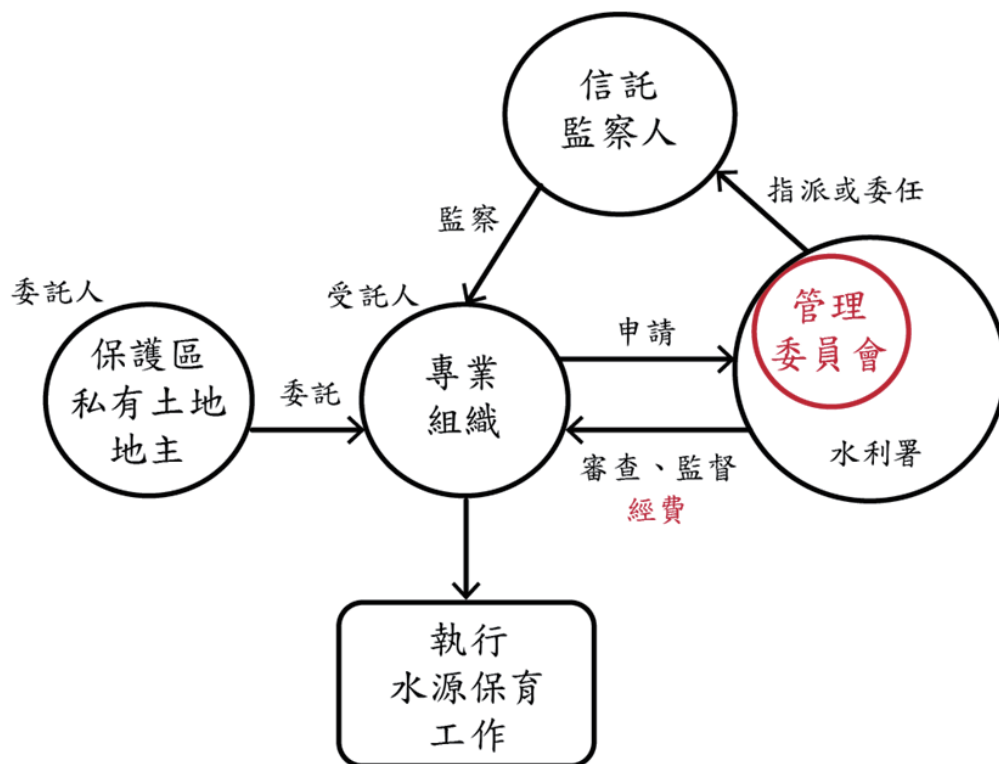 信託
監察人
指派或委任
監察
委託人
受託人
保護區
私有土地
地主
委託
專業
組織
申請
管理
委員會
審查、監督
經費
水利署
執行
水源保育
工作